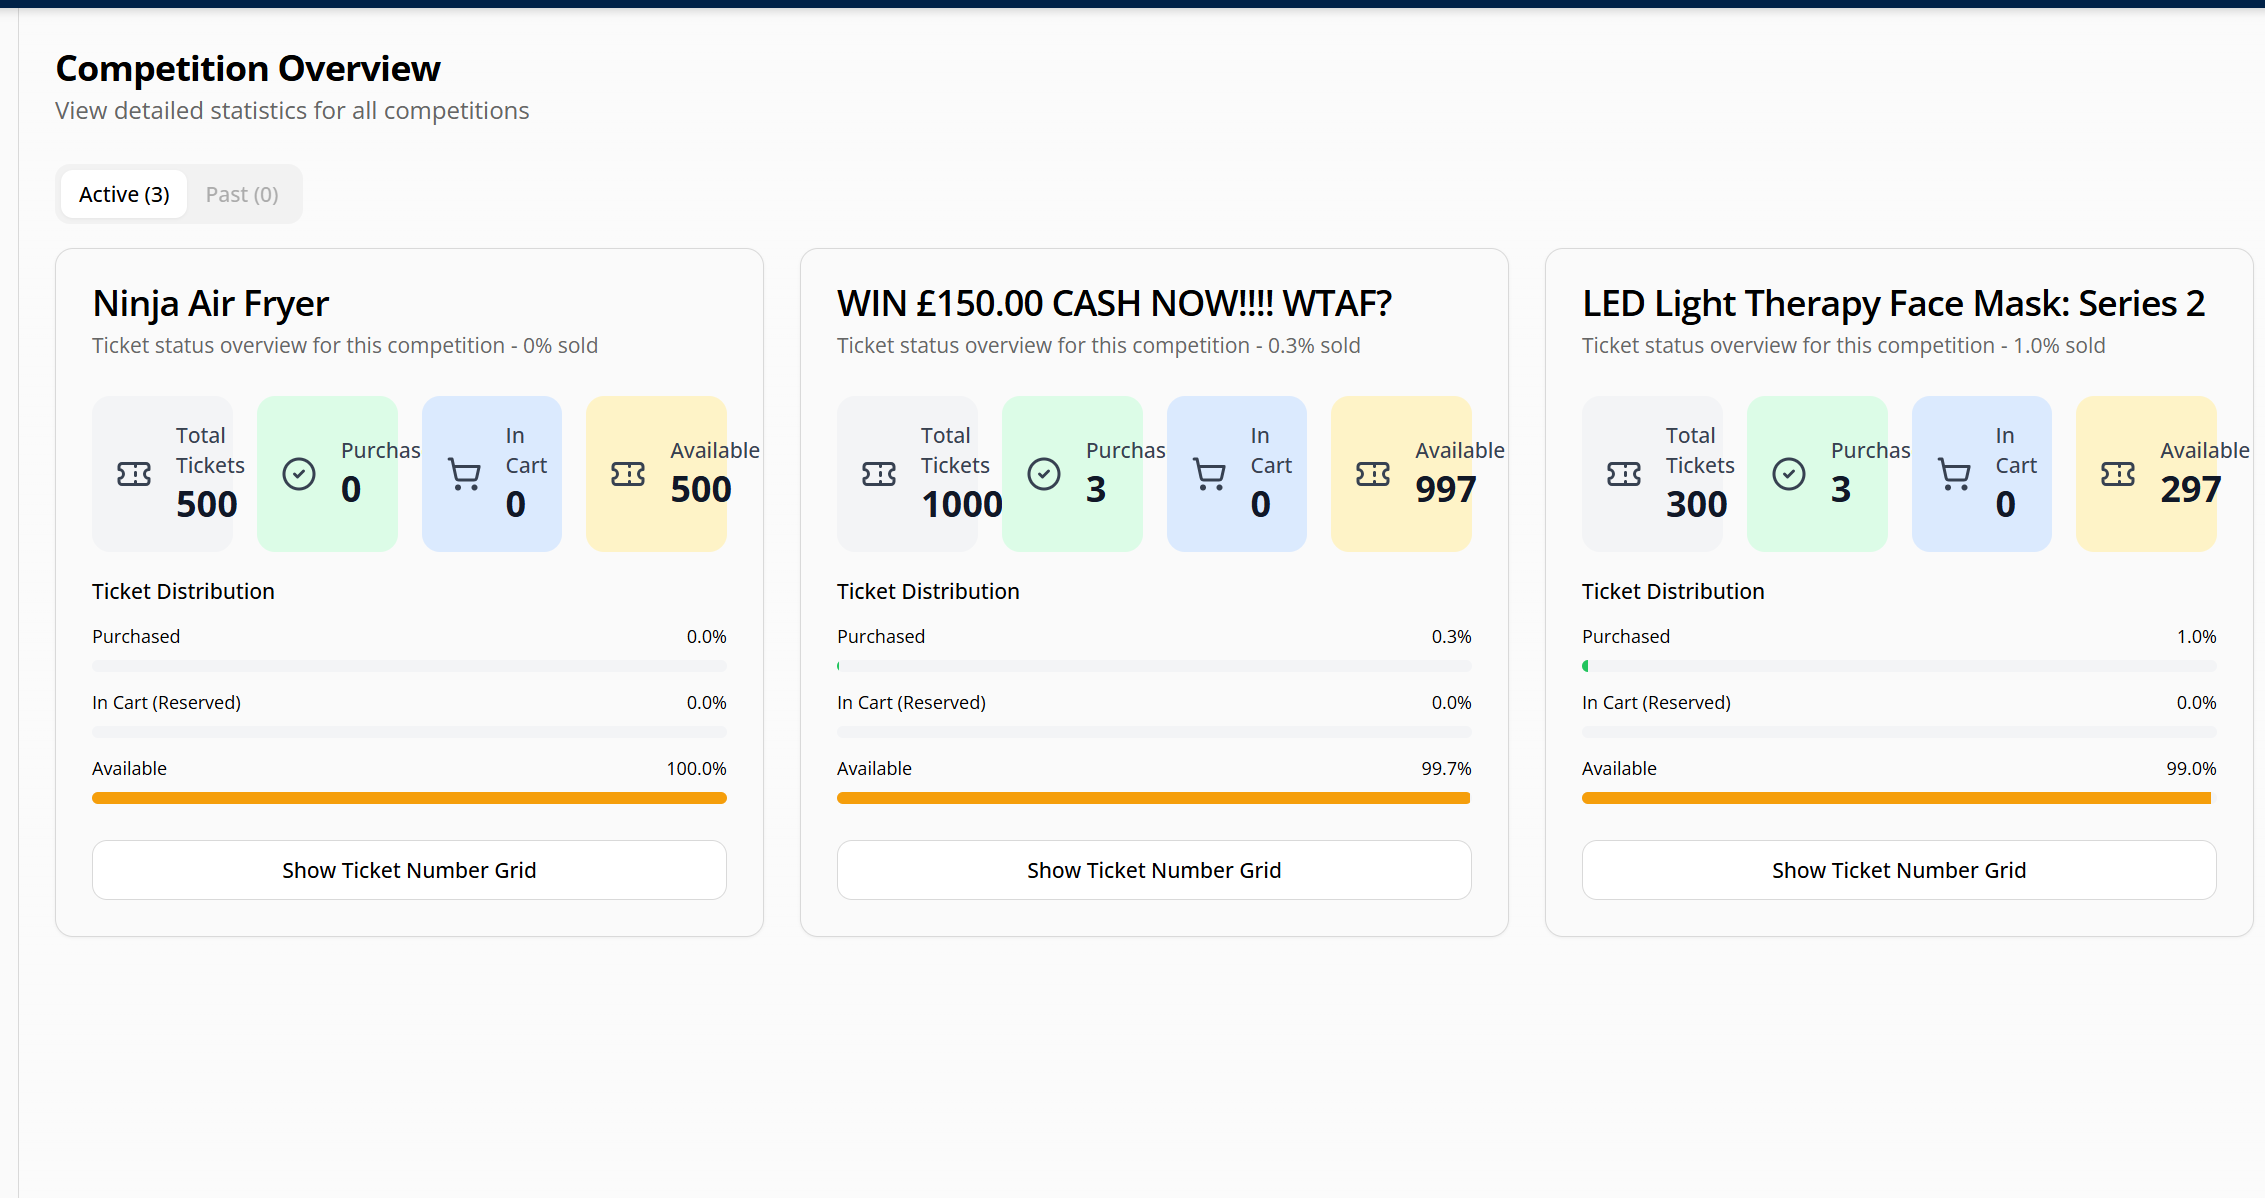 Competition Overview
View detailed statistics for all competitions
Active (3) Past (0)
Ninja Air Fryer
Ticket status overview for this competition - 0% sold
Total
Tickets
500
Purchas
0
In
Cart
0
Available
500
Ticket Distribution
Purchased 0.0%
In Cart (Reserved) 0.0%
Available 100.0%
Show Ticket Number Grid
WIN £150.00 CASH NOW!!!! WTAF?
Ticket status overview for this competition - 0.3% sold
Total
Tickets
1000
Purchas
3
In
Cart
0
Available
997
Ticket Distribution
Purchased 0.3%
In Cart (Reserved) 0.0%
Available 99.7%
Show Ticket Number Grid
LED Light Therapy Face Mask: Series 2
Ticket status overview for this competition - 1.0% sold
Total
Tickets
300
Purchas
3
In
Cart
0
Available
297
Ticket Distribution
Purchased 1.0%
In Cart (Reserved) 0.0%
Available 99.0%
Show Ticket Number Grid